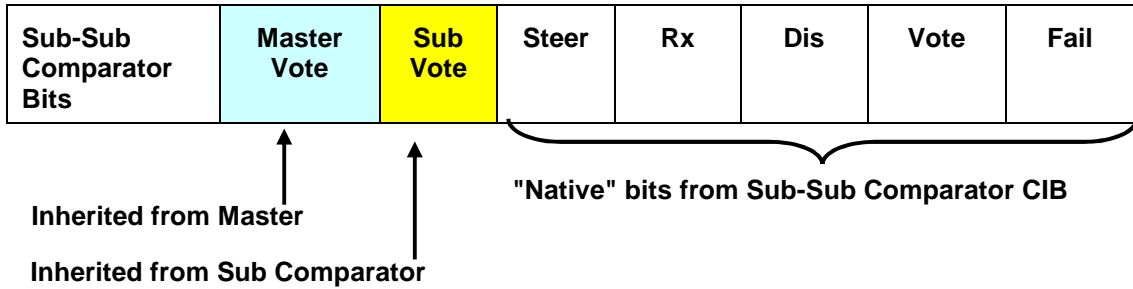 Sub-Sub
Comparator
Bits
Master
Vote
Sub
Vote
Steer
Rx
Dis
Vote
Fail
"Native" bits from Sub-Sub Comparator CIB
Inherited from Master
Inherited from Sub Comparator